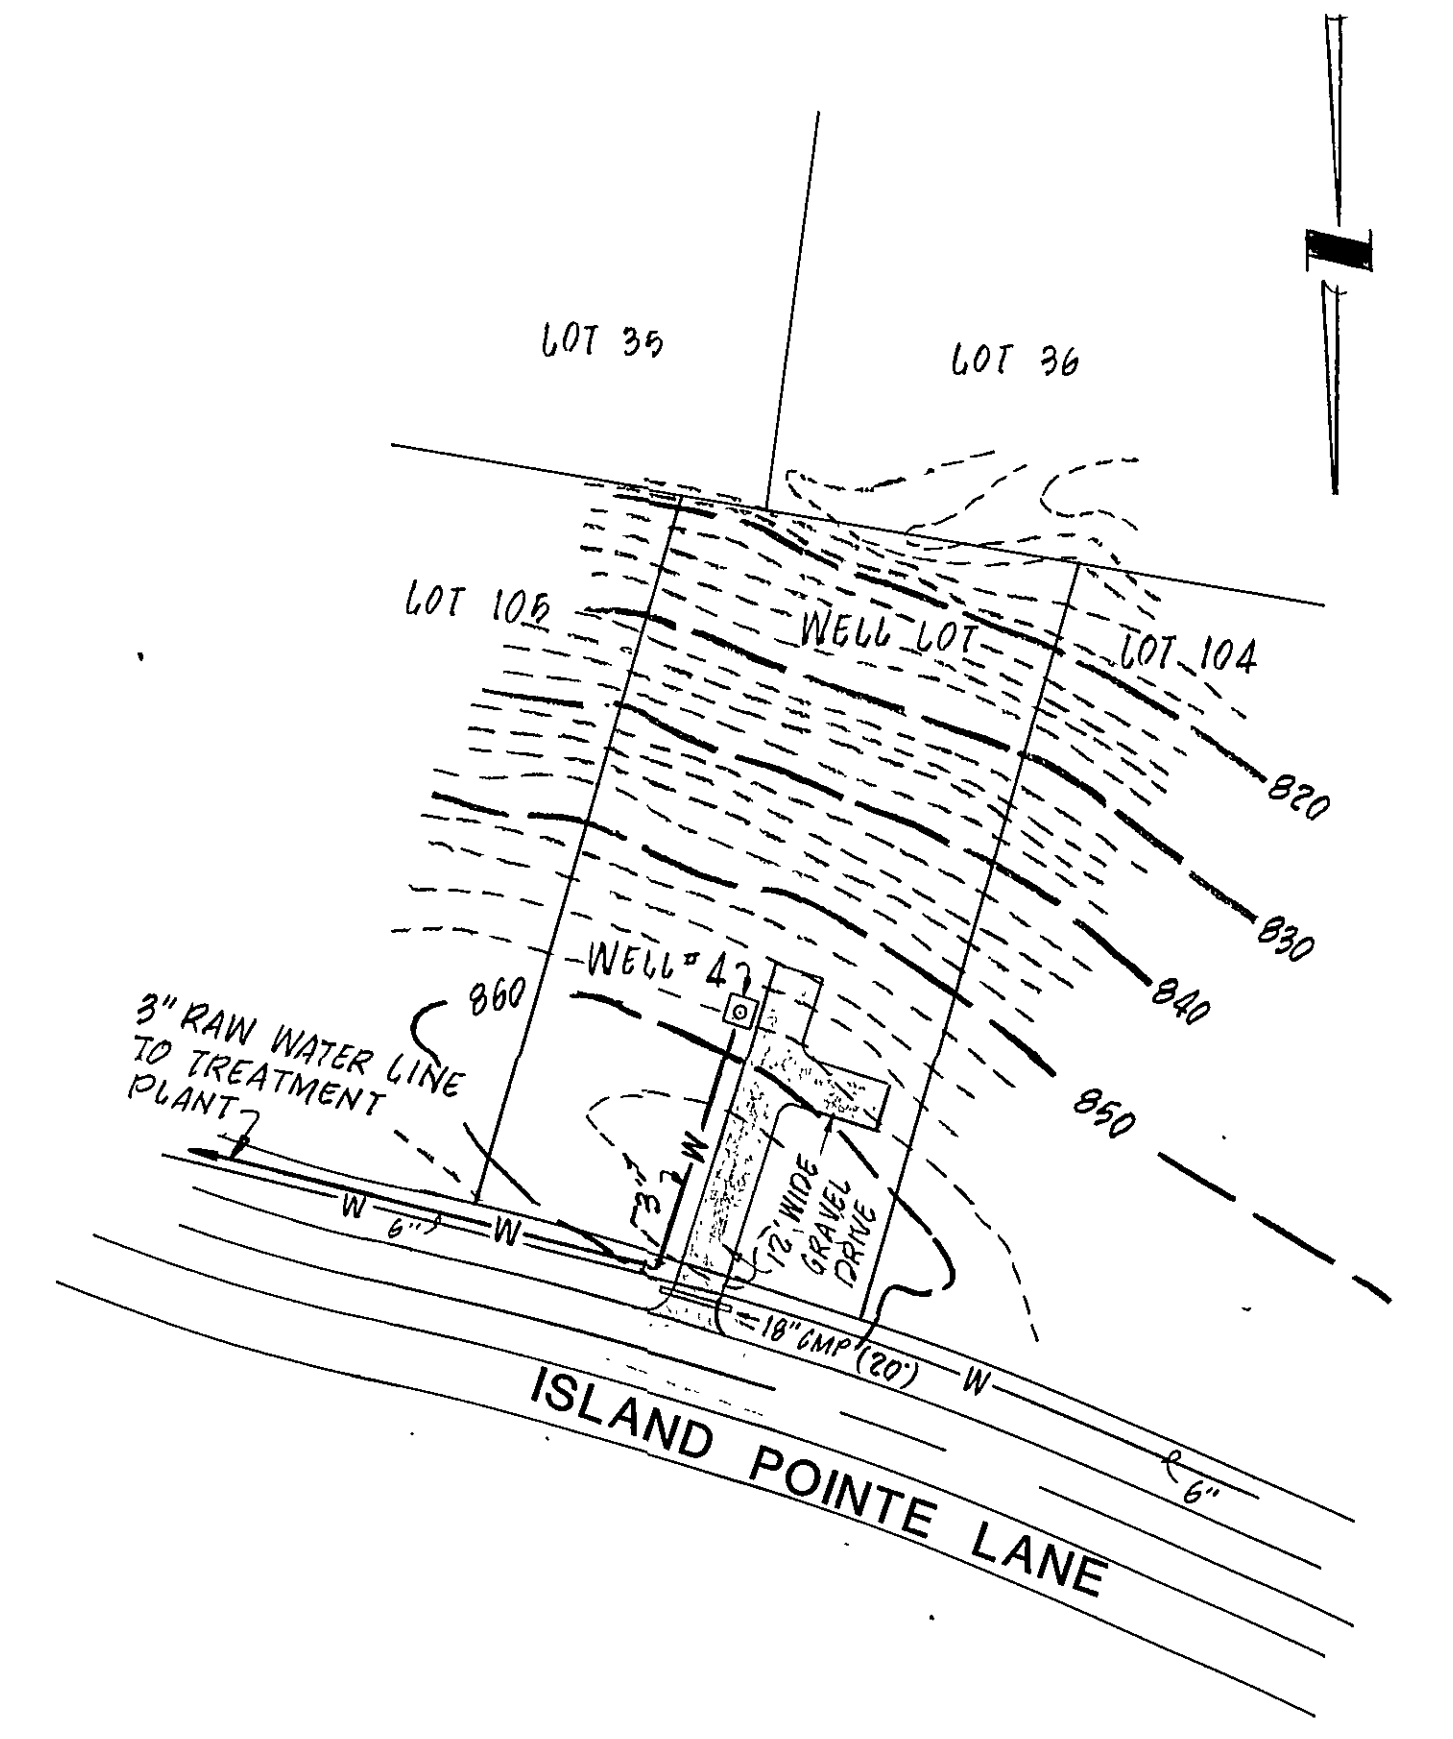 LOT 35
LOT 36
LOT 105
WELL LOT
LOT 104
820
830
840
850
WELL #4
860
3" RAW WATER LINE
TO TREATMENT
PLANT
W
3"
W
6"
W
12' WIDE
GRAVEL
DRIVE
18" CMP (20')
W
6"
ISLAND POINTE LANE